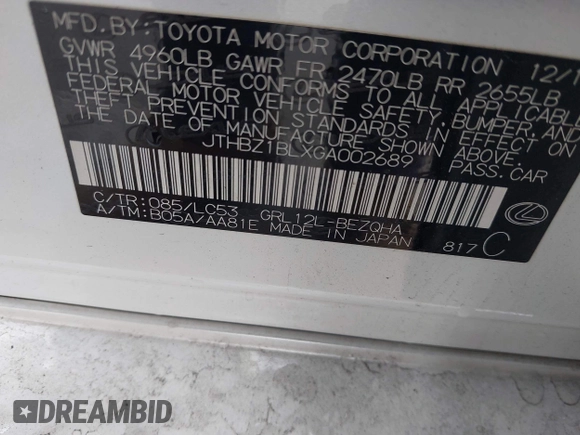 MFD. BY: TOYOTA MOTOR CORPORATION 12/1
GVWR 4960LB GAWR FR 2470LB RR 2655LB
THIS VEHICLE CONFORMS TO ALL APPLICABLE
FEDERAL MOTOR VEHICLE SAFETY, BUMPER, AND
THEFT PREVENTION STANDARDS IN EFFECT ON
THE DATE OF MANUFACTURE SHOWN ABOVE.
JTHBZ1BLXGA002689 PASS.CAR
C/TR: 085/LC53 GRL12L-BEZQHA
A/TM: B05A/AA81E MADE IN JAPAN 817 C
DREAMBID